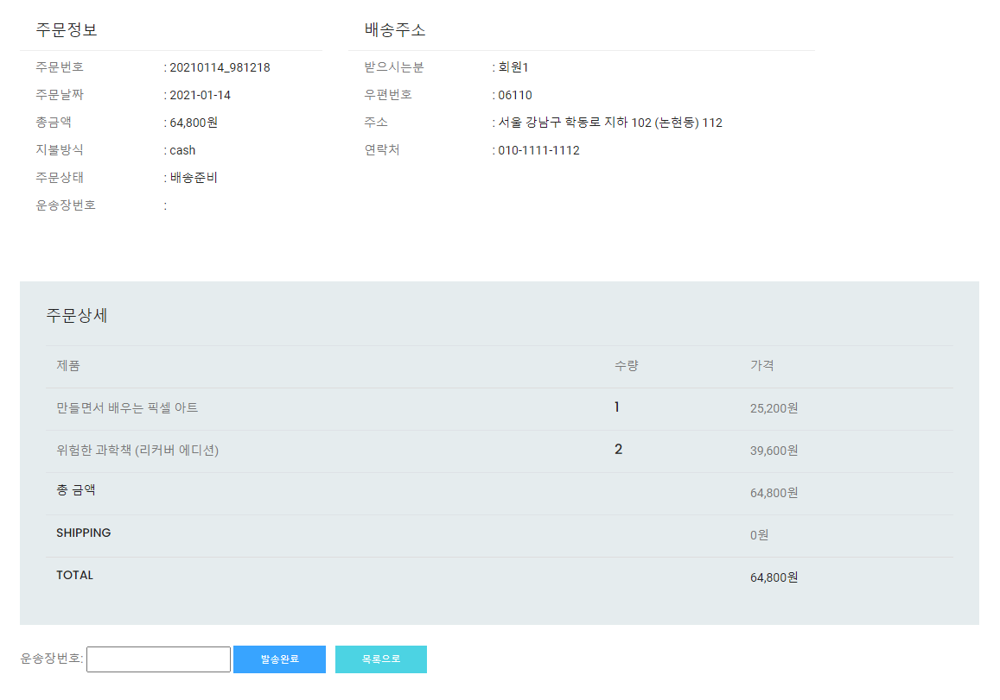 주문정보
주문번호 : 20210114_981218
주문날짜 : 2021-01-14
총금액 : 64,800원
지불방식 : cash
주문상태 : 배송준비
운송장번호 :
배송주소
받으시는분 : 회원1
우편번호 : 06110
주소 : 서울 강남구 학동로 지하 102 (논현동) 112
연락처 : 010-1111-1112
주문상세
제품 수량 가격
만들면서 배우는 픽셀 아트 1 25,200원
위험한 과학책 (리커버 에디션) 2 39,600원
총 금액 64,800원
SHIPPING 0원
TOTAL 64,800원
운송장번호: 발송완료 목록으로